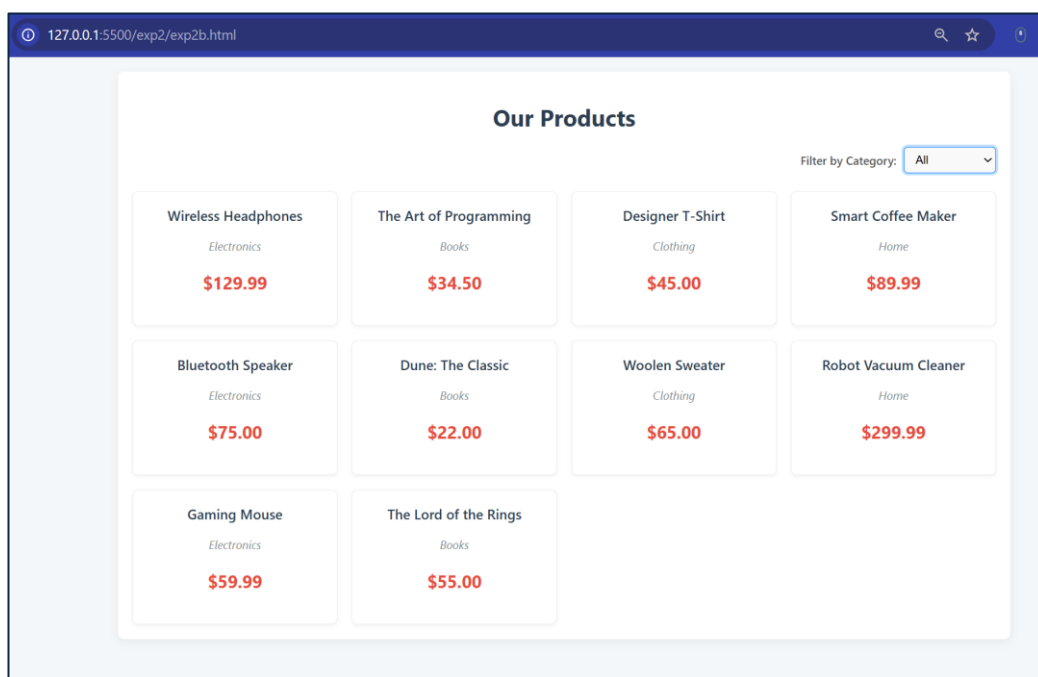 127.0.0.1:5500/exp2/exp2b.html
Our Products
Filter by Category: All
Wireless Headphones
Electronics
$129.99
The Art of Programming
Books
$34.50
Designer T-Shirt
Clothing
$45.00
Smart Coffee Maker
Home
$89.99
Bluetooth Speaker
Electronics
$75.00
Dune: The Classic
Books
$22.00
Woolen Sweater
Clothing
$65.00
Robot Vacuum Cleaner
Home
$299.99
Gaming Mouse
Electronics
$59.99
The Lord of the Rings
Books
$55.00